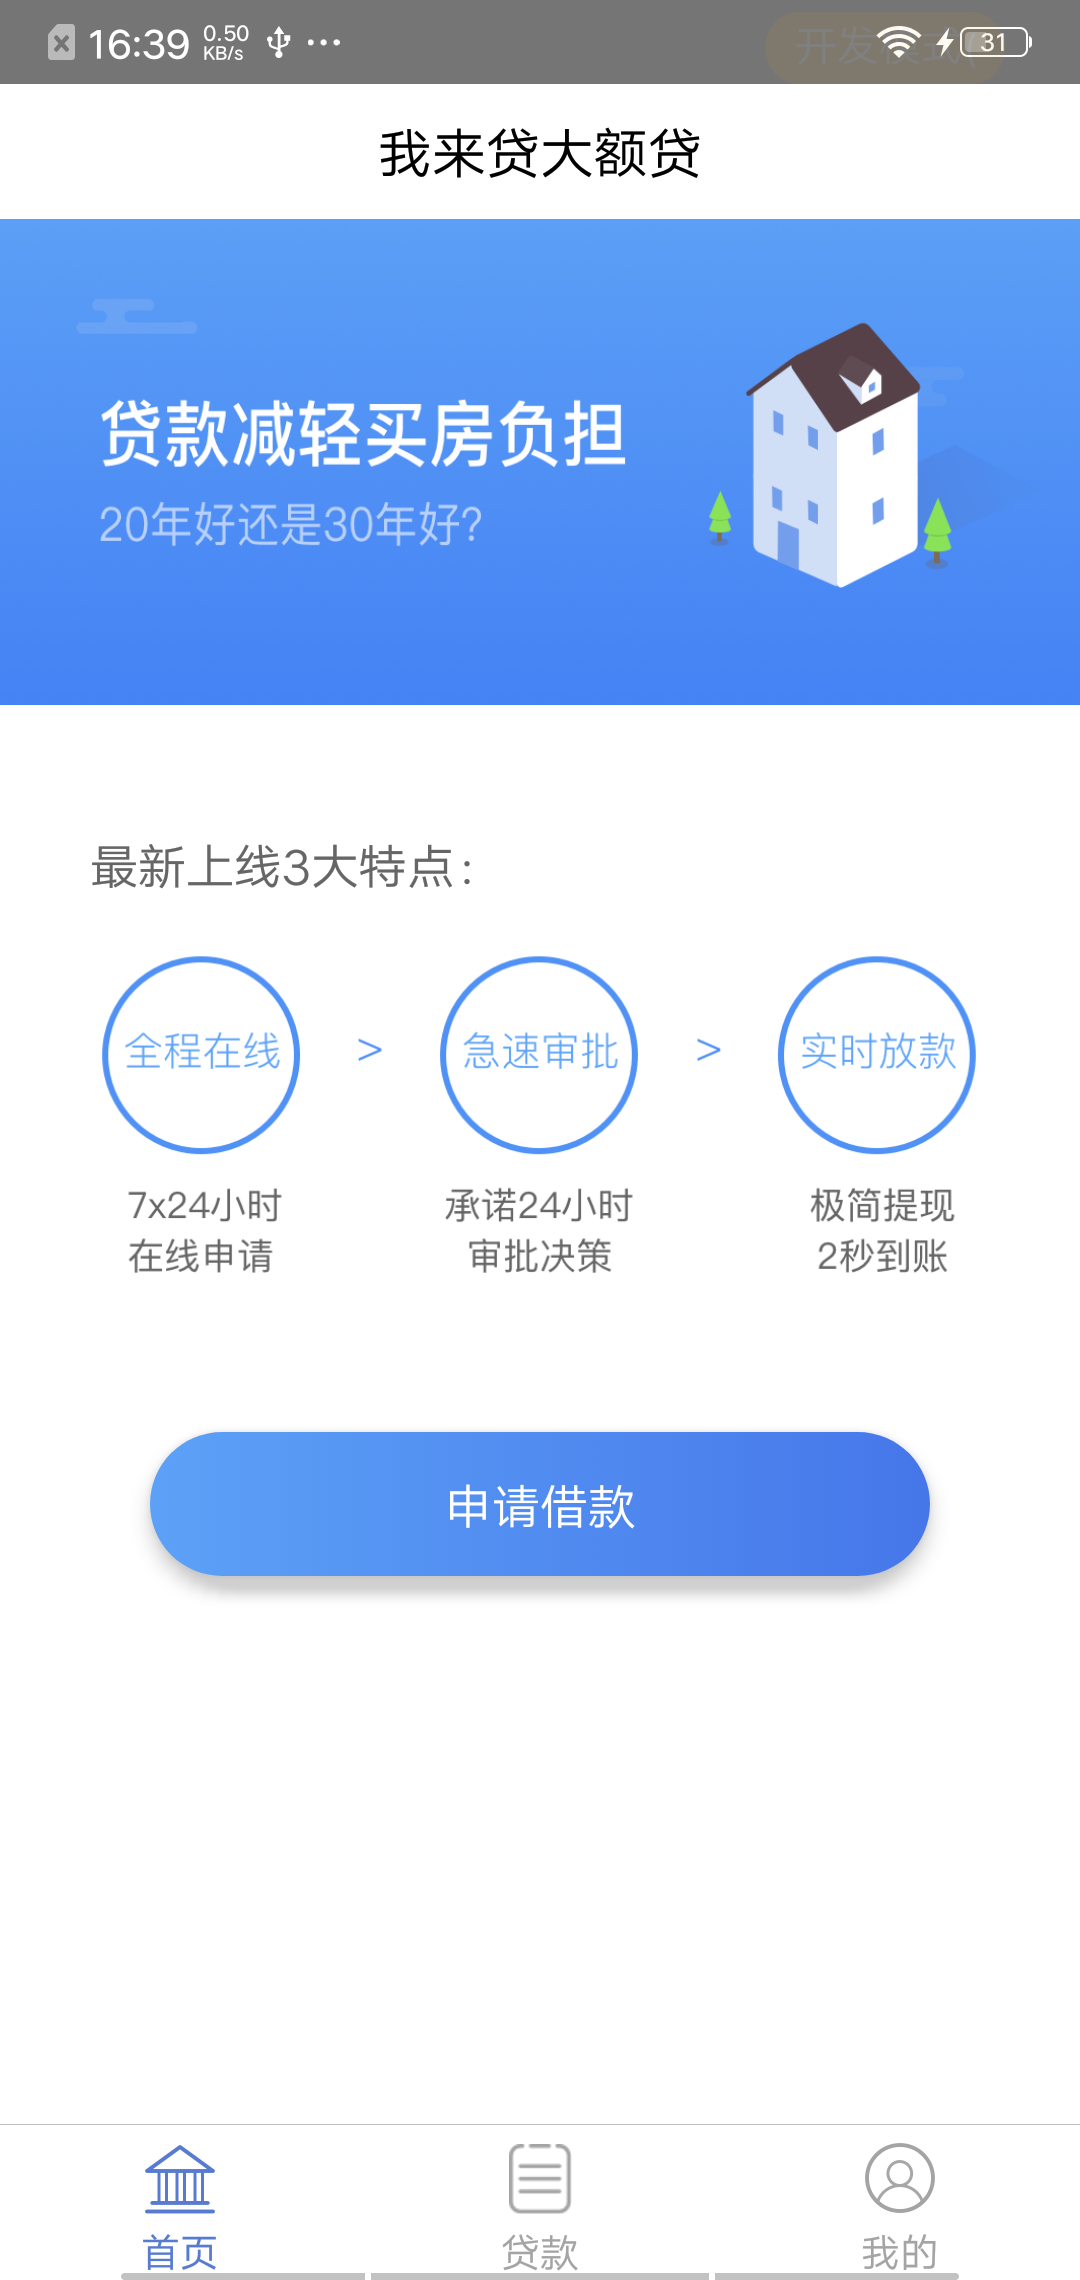 16:39 0.50 KB/s 31
开发模式
我来贷大额贷
贷款减轻买房负担
20年好还是30年好?
最新上线3大特点:
全程在线 > 急速审批 > 实时放款
7x24小时 承诺24小时 极简提现
在线申请 审批决策 2秒到账
申请借款
首页 贷款 我的